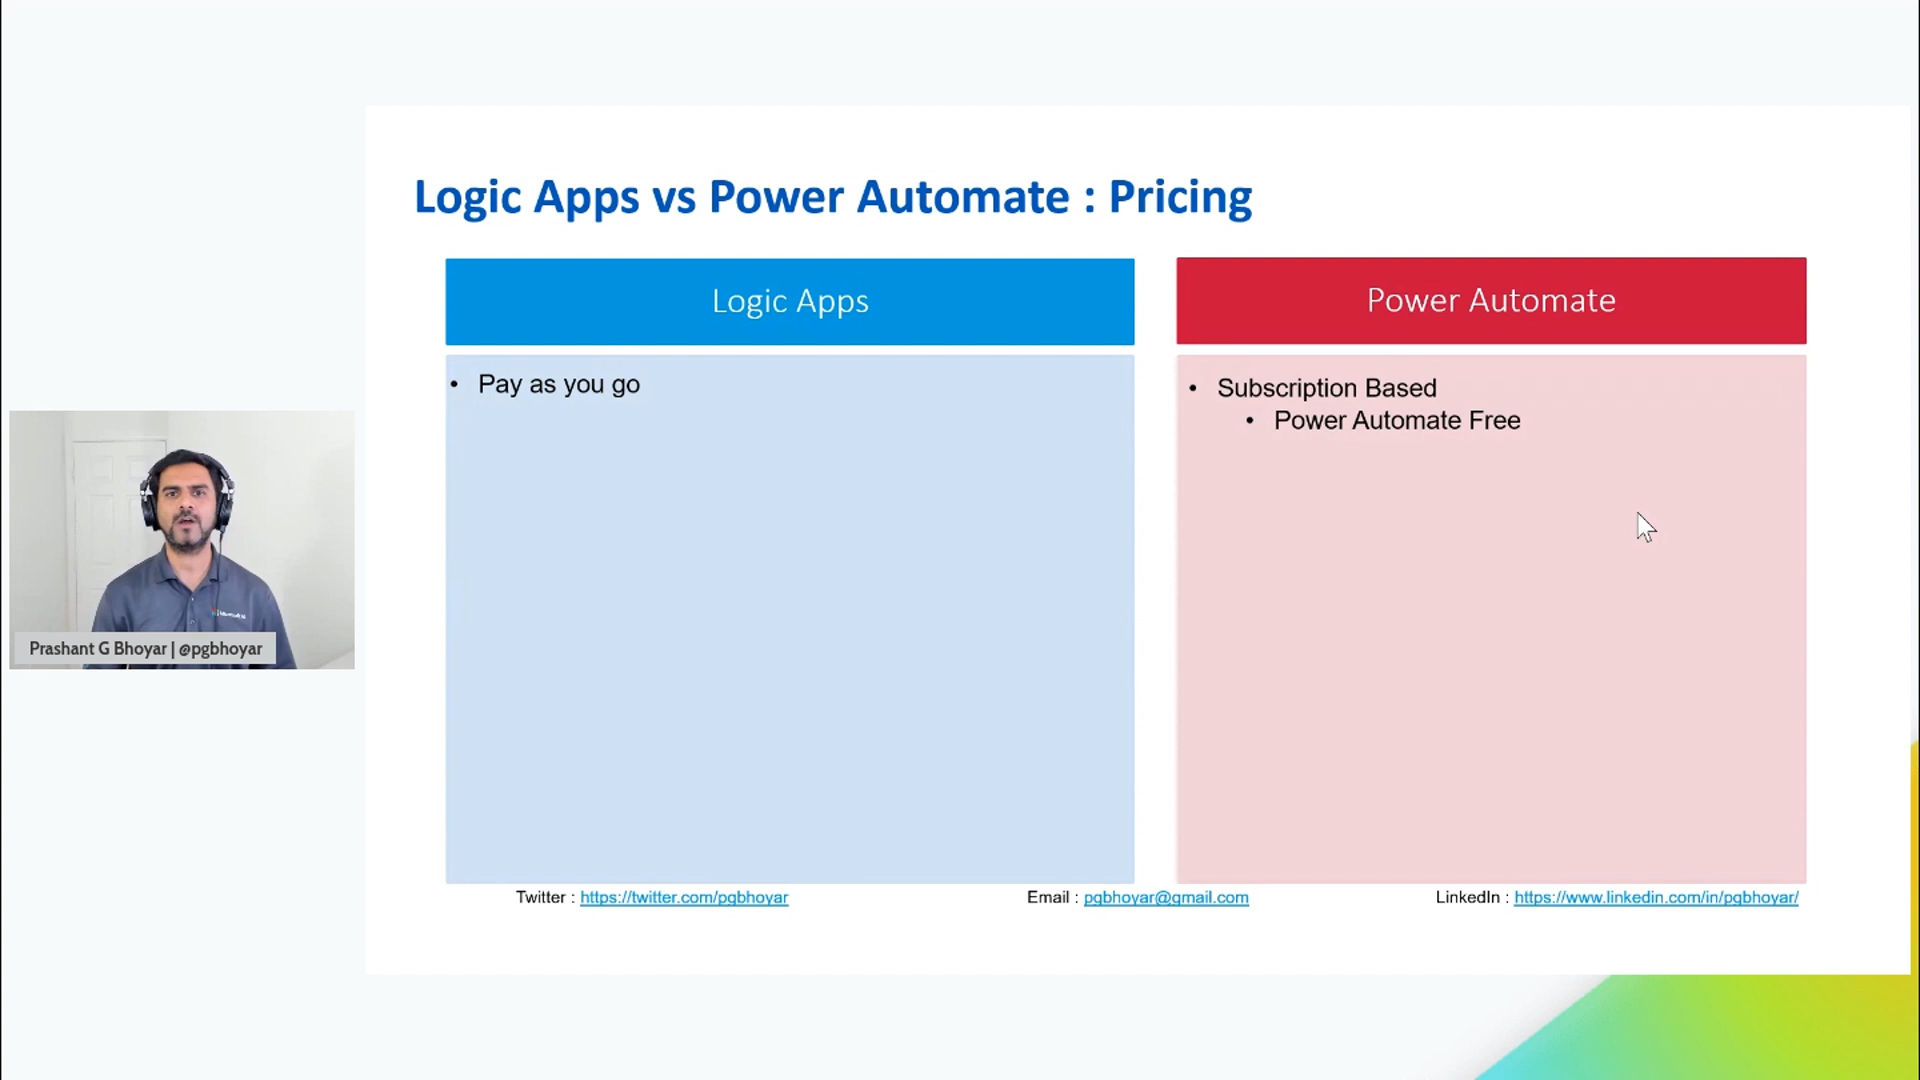 Logic Apps vs Power Automate : Pricing
Logic Apps
Power Automate
• Pay as you go
• Subscription Based
• Power Automate Free
Prashant G Bhoyar | @pgbhoyar
Twitter : https://twitter.com/pgbhoyar
Email : pgbhoyar@gmail.com
LinkedIn : https://www.linkedin.com/in/pgbhoyar/